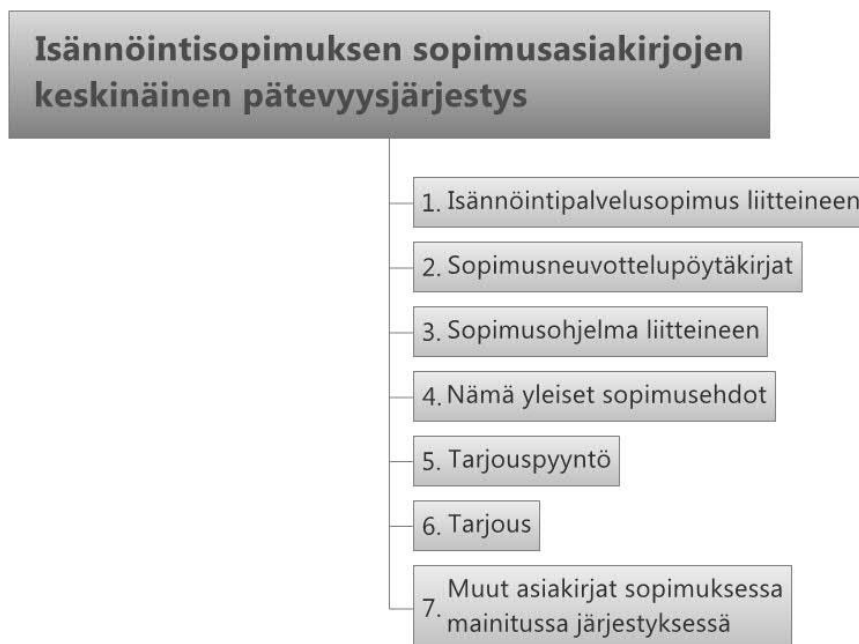 Isännöintisopimuksen sopimusasiakirjojen
keskinäinen pätevyysjärjestys
1. Isännöintipalvelusopimus liitteineen
2. Sopimusneuvottelupöytäkirjat
3. Sopimusohjelma liitteineen
4. Nämä yleiset sopimusehdot
5. Tarjouspyyntö
6. Tarjous
7. Muut asiakirjat sopimuksessa
mainitussa järjestyksessä